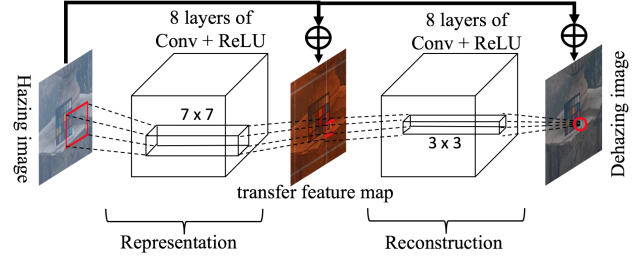 8 layers of
Conv + ReLU
8 layers of
Conv + ReLU
Hazing image
7 x 7
3 x 3
Dehazing image
transfer feature map
Representation
Reconstruction